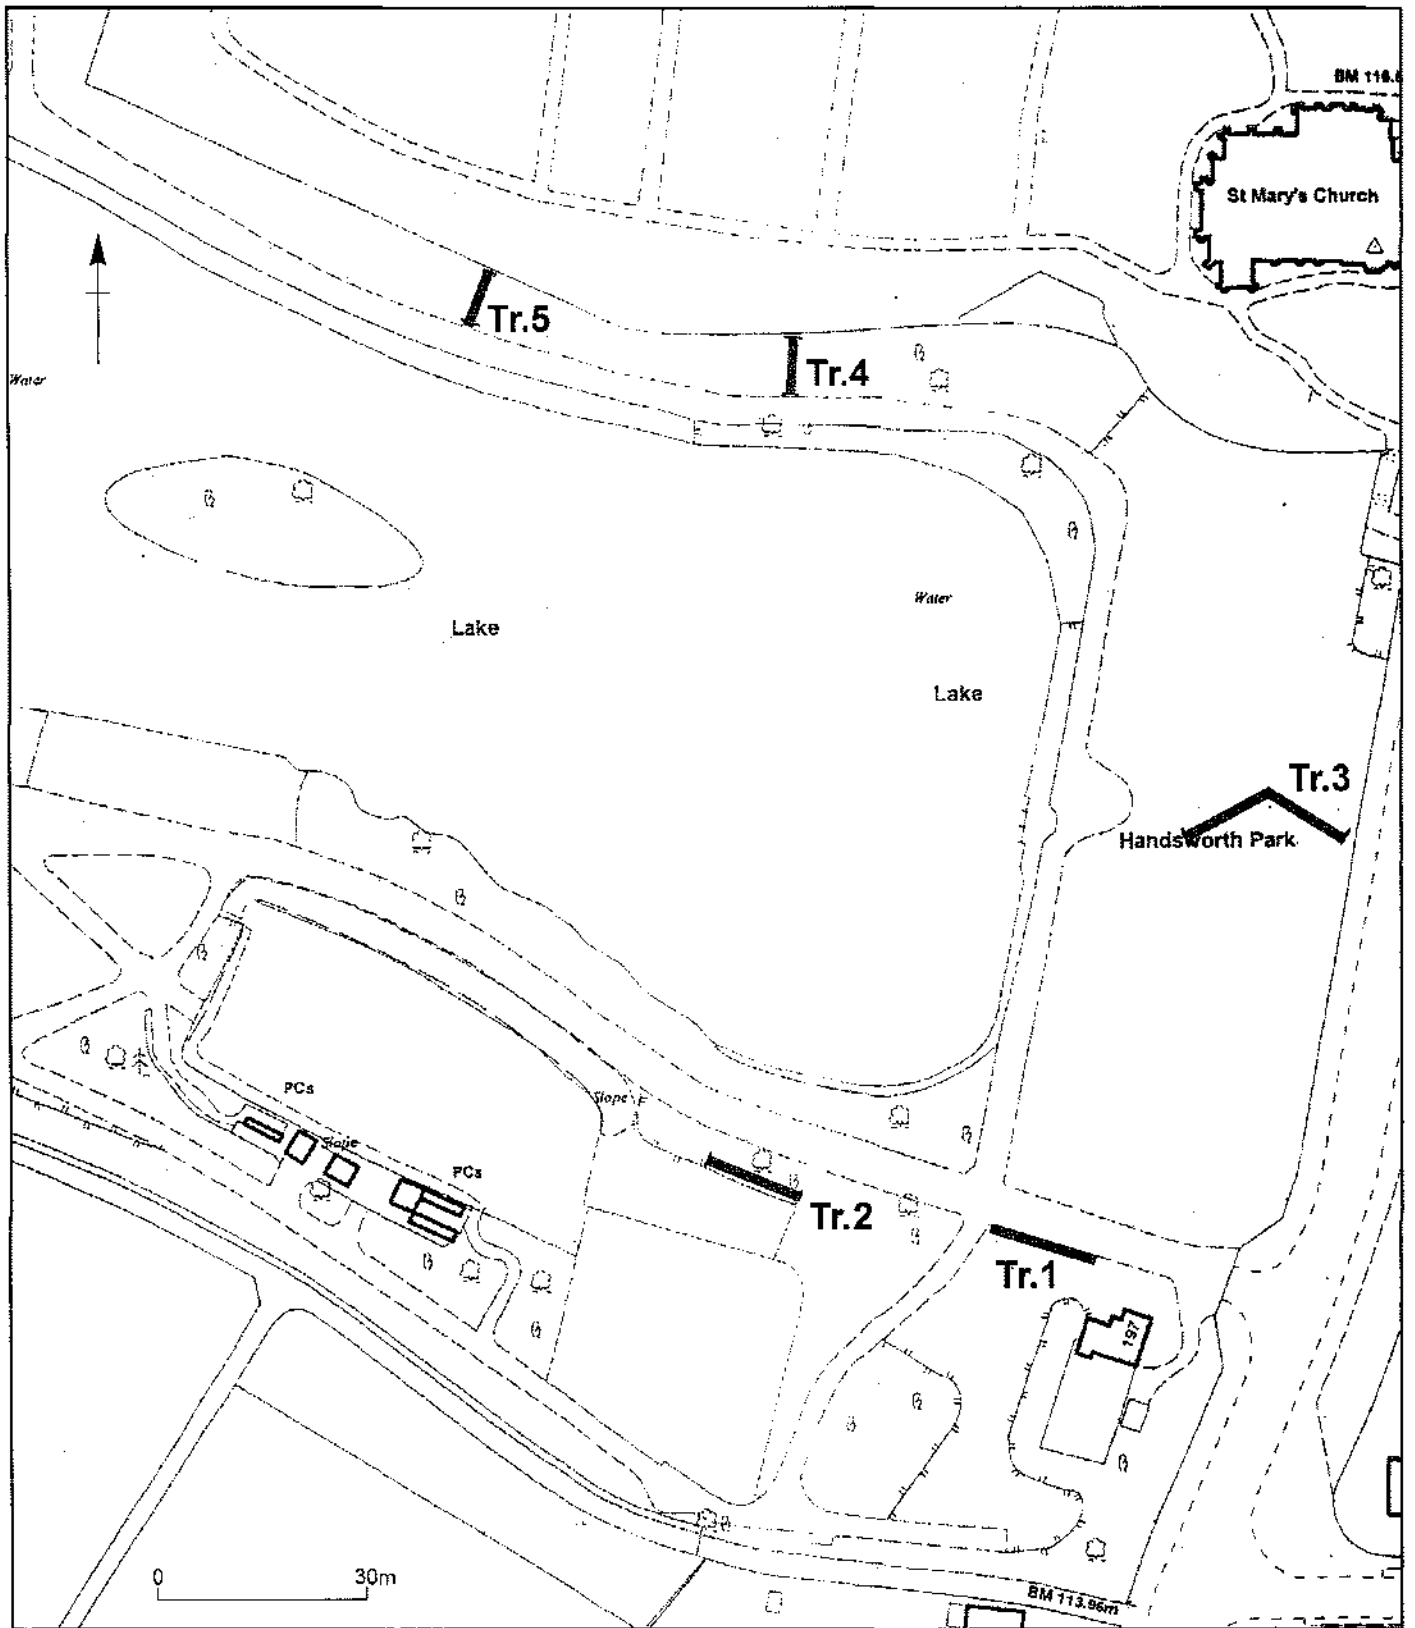 BM 116.
St Mary's Church
Tr.5
Tr.4
Water
Water
Lake
Lake
Tr.3
Handsworth Park
PCs
Slope
Slope
PCs
Tr.2
Tr.1
197
0 30m
BM 113.96m